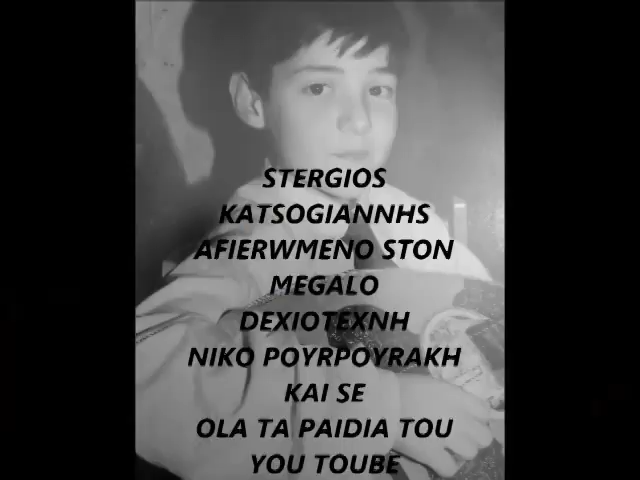 STERGIOS
KATSOGIANNHS
AFIERWMENO STON
MEGALO
DEXIOTEXNH
NIKO POYRPOYRAKH
KAI SE
OLA TA PAIDIA TOU
YOU TOUBE